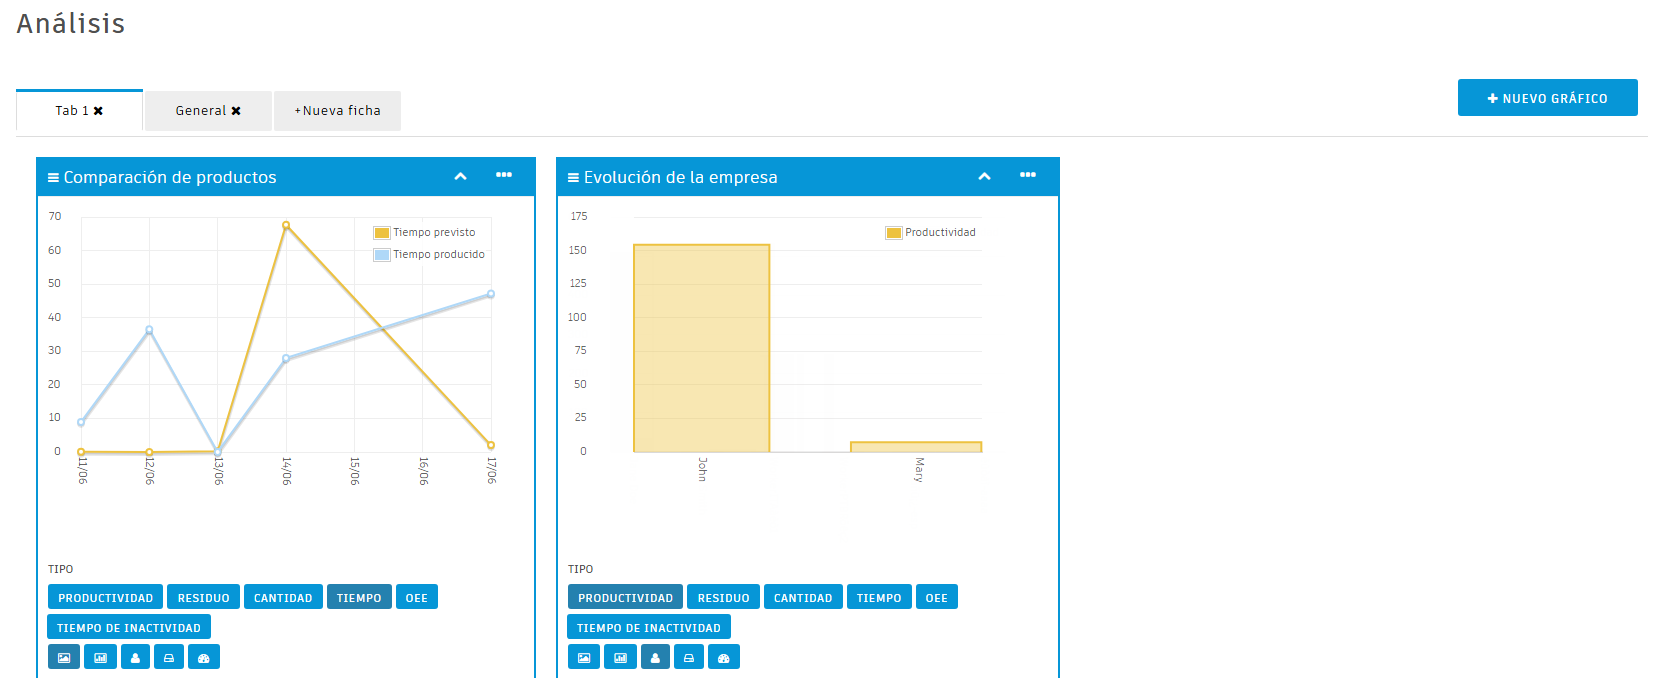 Análisis
Tab 1 ✖
General ✖
+Nueva ficha
+ NUEVO GRÁFICO
Comparación de productos
70
60
50
40
30
20
10
0
Tiempo previsto
Tiempo producido
11/06
12/06
13/06
14/06
15/06
16/06
17/06
TIPO
PRODUCTIVIDAD
RESIDUO
CANTIDAD
TIEMPO
OEE
TIEMPO DE INACTIVIDAD
Evolución de la empresa
175
150
125
100
75
50
25
0
Productividad
John
Mary
TIPO
PRODUCTIVIDAD
RESIDUO
CANTIDAD
TIEMPO
OEE
TIEMPO DE INACTIVIDAD